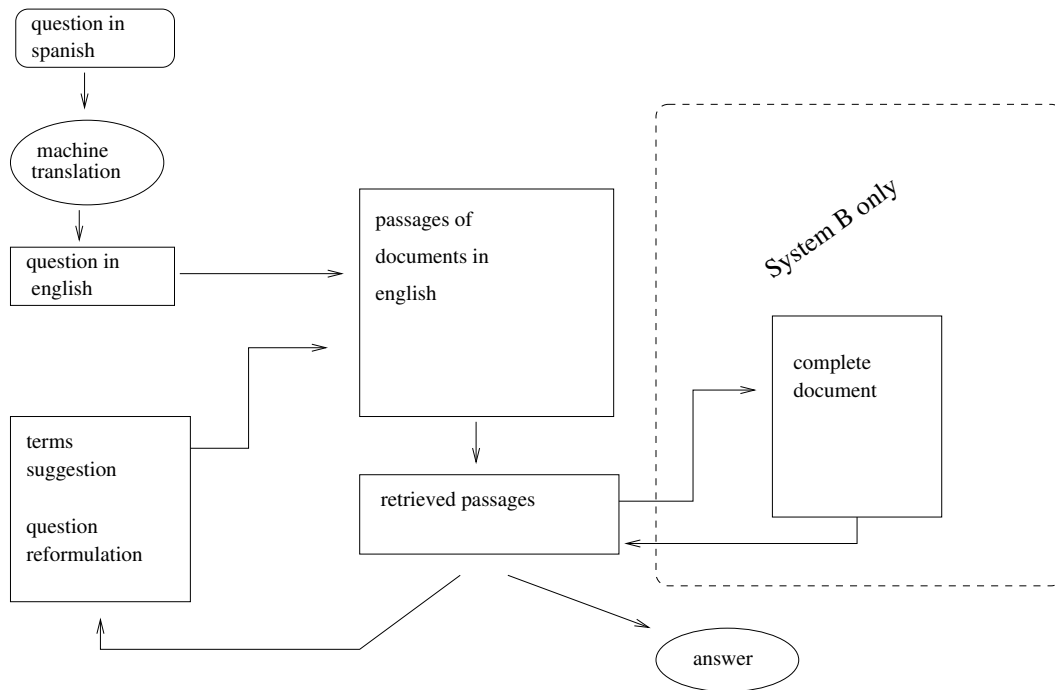 question in
spanish
machine
translation
question in
english
passages of
documents in
english
System B only
complete
document
terms
suggestion
question
reformulation
retrieved passages
answer